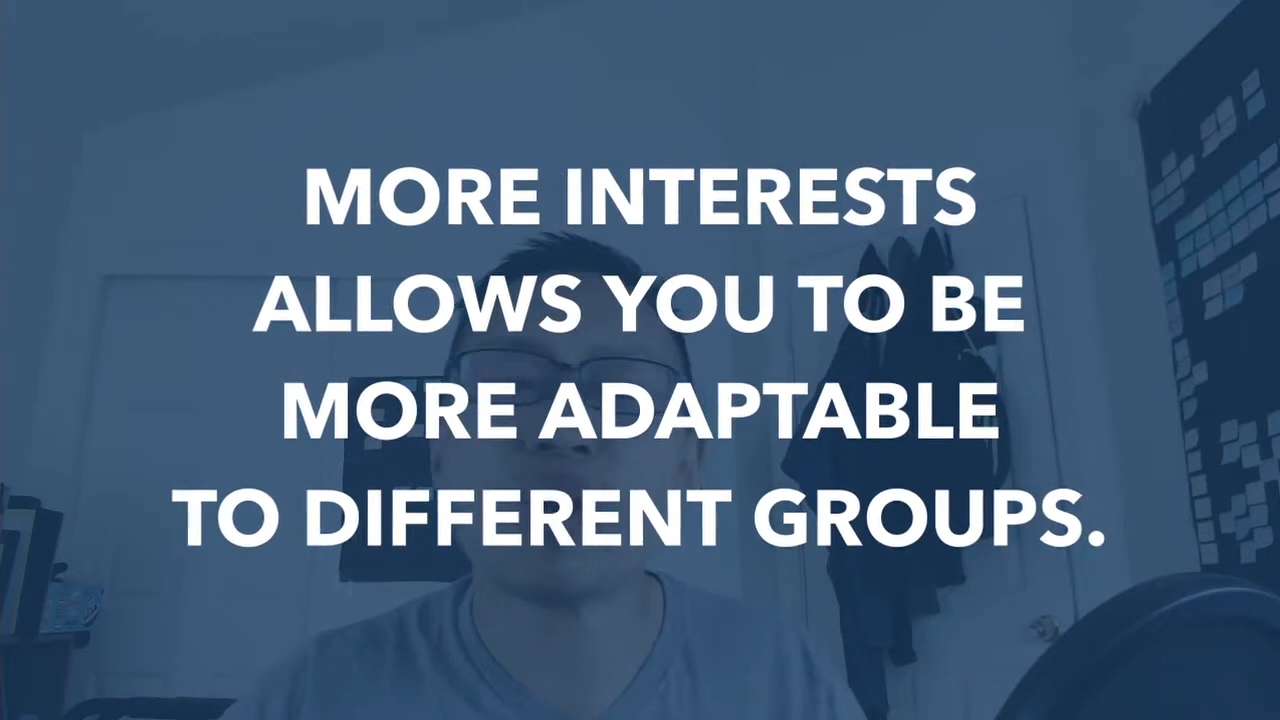 MORE INTERESTS
ALLOWS YOU TO BE
MORE ADAPTABLE
TO DIFFERENT GROUPS.